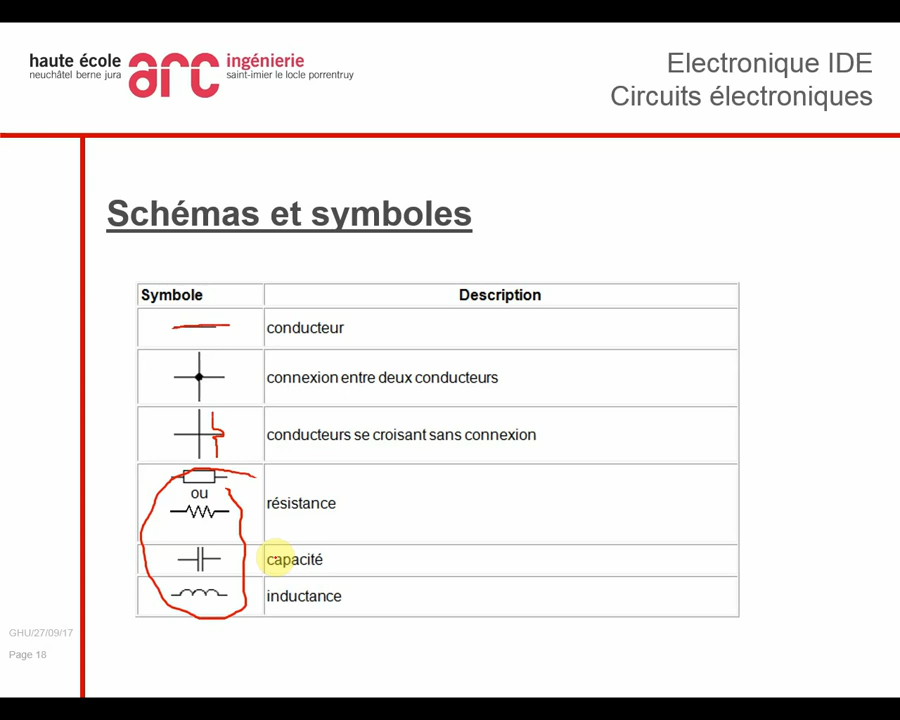 haute école arc ingénierie
neuchâtel berne jura saint-imier le locle porrentruy
Electronique IDE
Circuits électroniques
Schémas et symboles
Symbole Description
conducteur
connexion entre deux conducteurs
conducteurs se croisant sans connexion
ou
résistance
capacité
inductance
GHU/27/09/17
Page 18